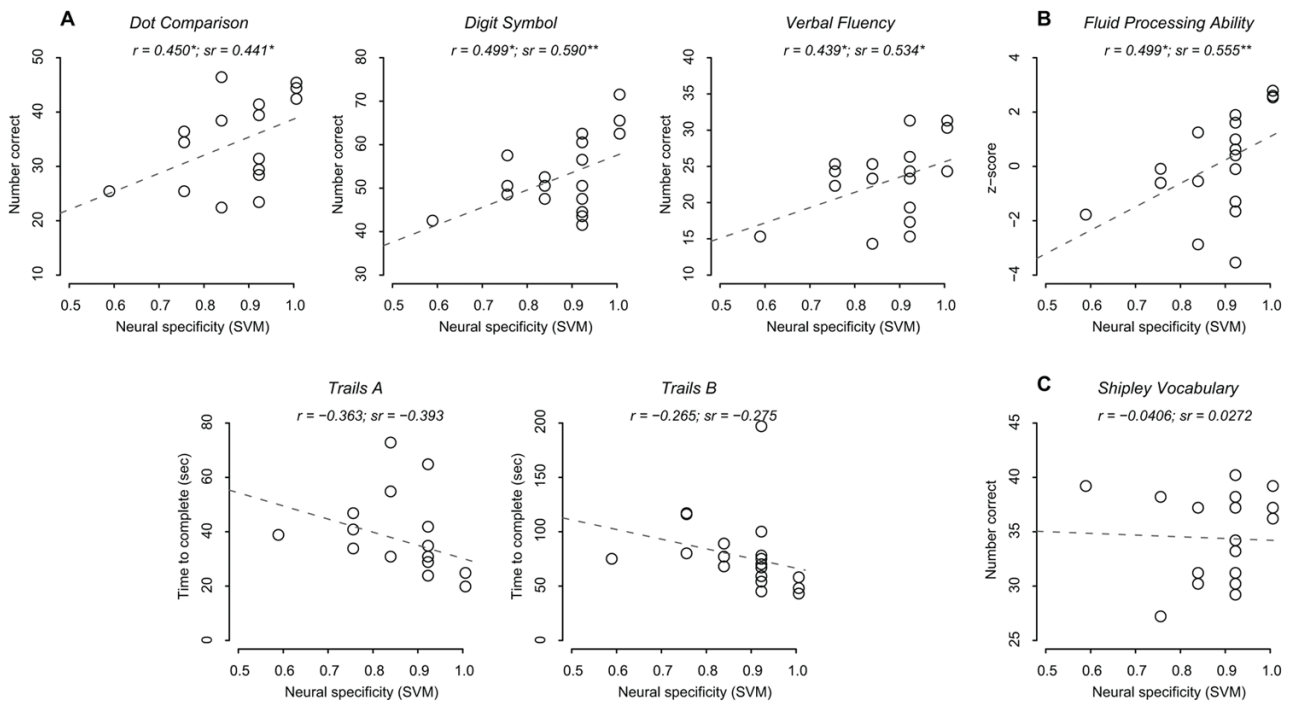 A
Dot Comparison
r = 0.450*; sr = 0.441*
Number correct
50
40
30
20
10
0.5 0.6 0.7 0.8 0.9 1.0
Neural specificity (SVM)
Digit Symbol
r = 0.499*; sr = 0.590**
Number correct
80
70
60
50
40
30
0.5 0.6 0.7 0.8 0.9 1.0
Neural specificity (SVM)
Verbal Fluency
r = 0.439*; sr = 0.534*
Number correct
40
35
30
25
20
15
10
0.5 0.6 0.7 0.8 0.9 1.0
Neural specificity (SVM)
B
Fluid Processing Ability
r = 0.499*; sr = 0.555**
z−score
4
2
0
−2
−4
0.5 0.6 0.7 0.8 0.9 1.0
Neural specificity (SVM)
Trails A
r = −0.363; sr = −0.393
Time to complete (sec)
80
60
40
20
0
0.5 0.6 0.7 0.8 0.9 1.0
Neural specificity (SVM)
Trails B
r = −0.265; sr = −0.275
Time to complete (sec)
200
150
100
50
0
0.5 0.6 0.7 0.8 0.9 1.0
Neural specificity (SVM)
C
Shipley Vocabulary
r = −0.0406; sr = 0.0272
Number correct
45
40
35
30
25
0.5 0.6 0.7 0.8 0.9 1.0
Neural specificity (SVM)